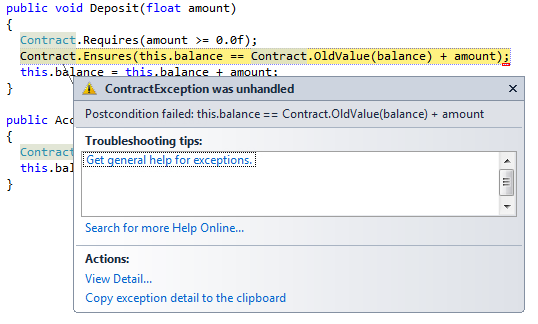 public void Deposit(float amount)
{
Contract.Requires(amount >= 0.0f);
Contract.Ensures(this.balance == Contract.OldValue(balance) + amount);
this.balance = this.balance + amount;
}
ContractException was unhandled
Postcondition failed: this.balance == Contract.OldValue(balance) + amount
public Acc
{
Contract
this.bal
}
Troubleshooting tips:
Get general help for exceptions.
Search for more Help Online...
Actions:
View Detail...
Copy exception detail to the clipboard